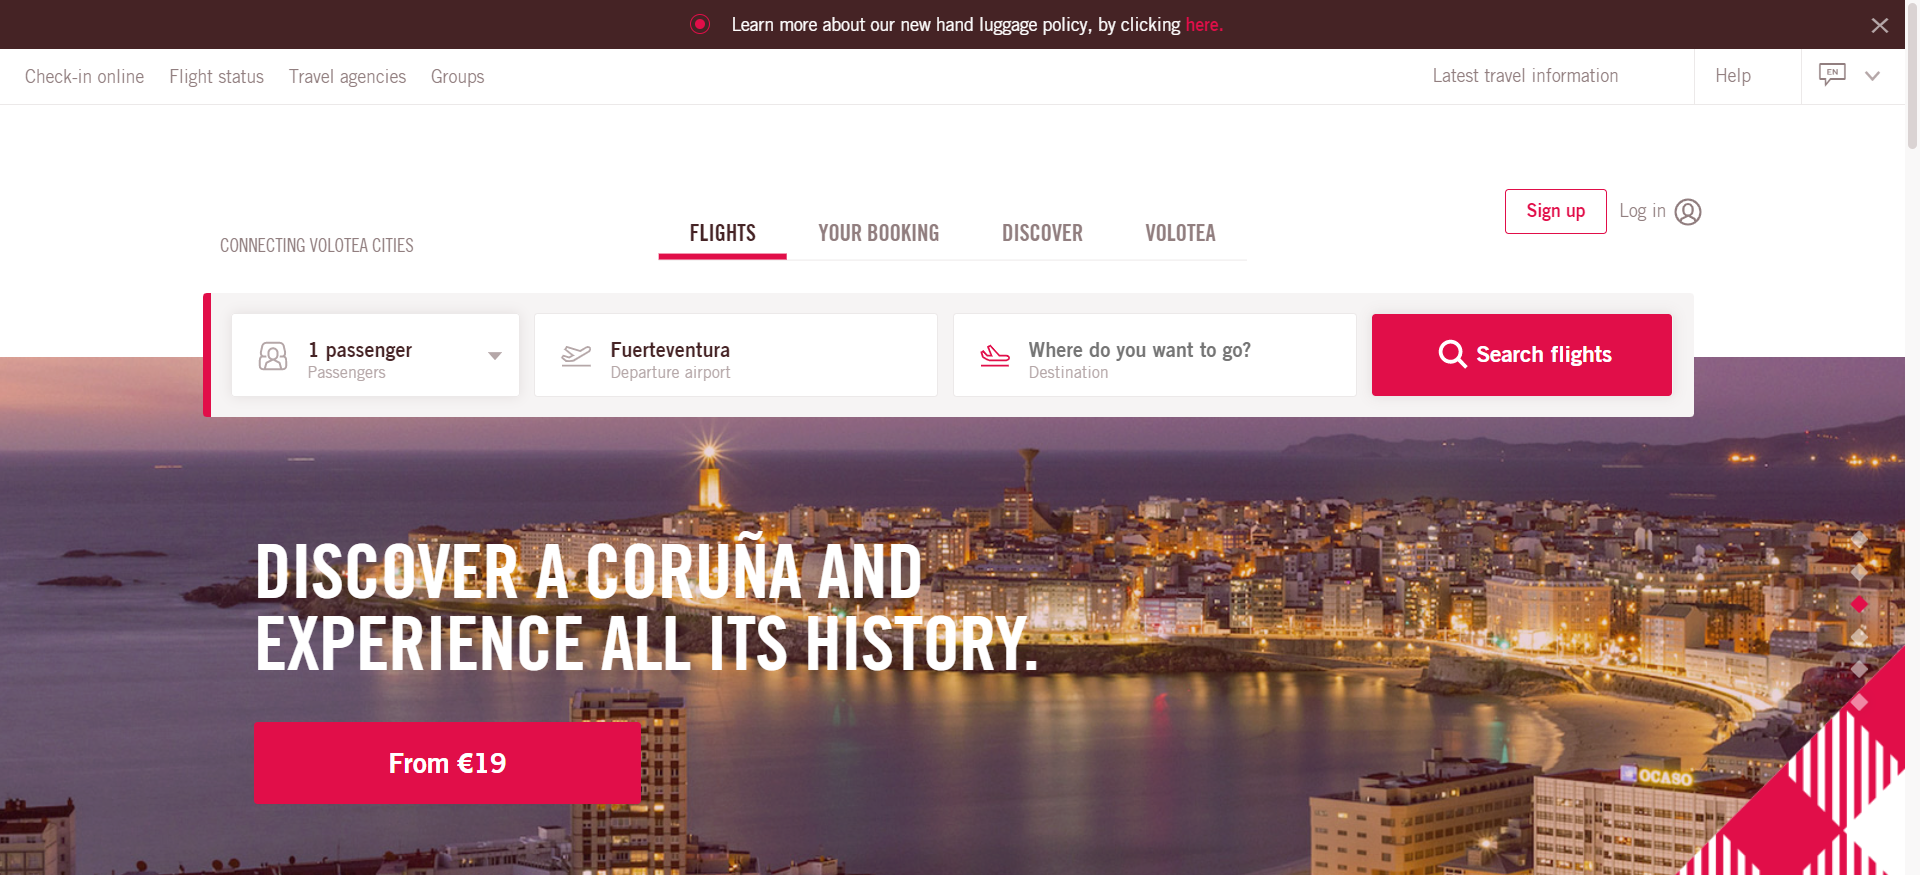 Learn more about our new hand luggage policy, by clicking here.
Check-in online
Flight status
Travel agencies
Groups
Latest travel information
Help
EN
Sign up
Log in
CONNECTING VOLOTEA CITIES
FLIGHTS
YOUR BOOKING
DISCOVER
VOLOTEA
1 passenger
Passengers
Fuerteventura
Departure airport
Where do you want to go?
Destination
Search flights
DISCOVER A CORUÑA AND
EXPERIENCE ALL ITS HISTORY.
From €19
OCASO